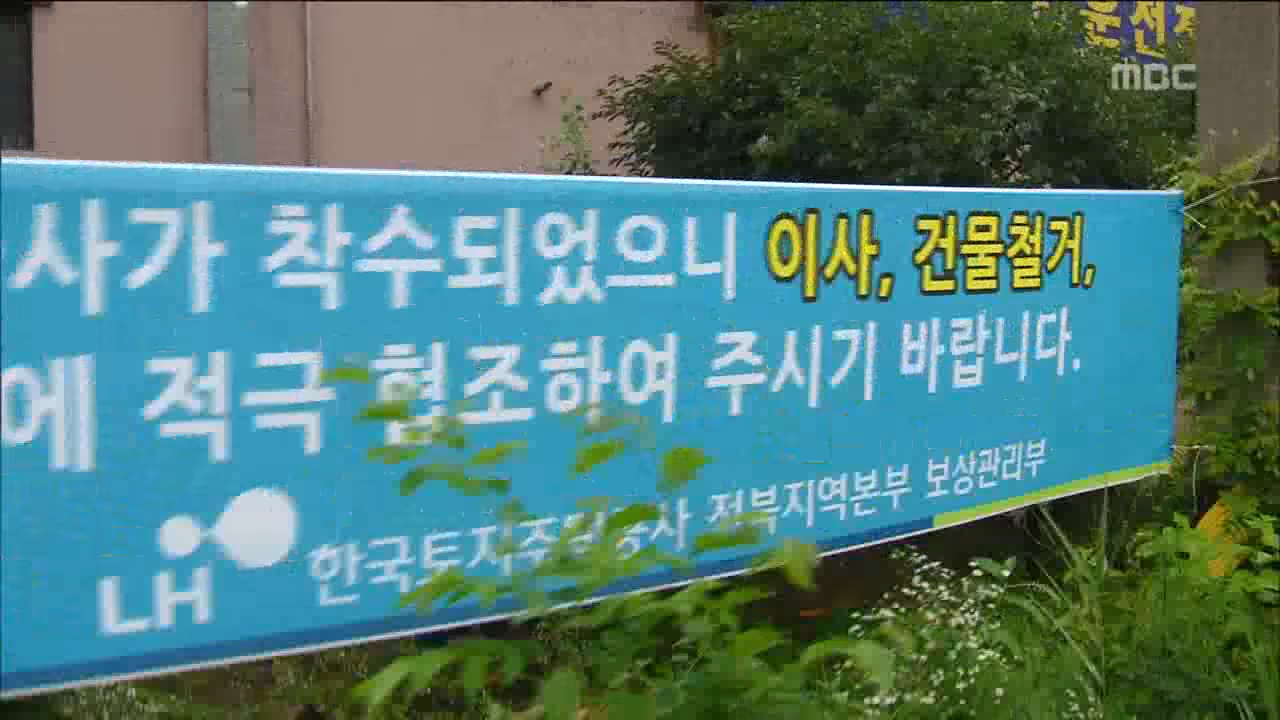 운전
MBC
사가 착수되었으니 이사, 건물철거,
에 적극 협조하여 주시기 바랍니다.
LH 한국토지주택공사 전북지역본부 보상관리부